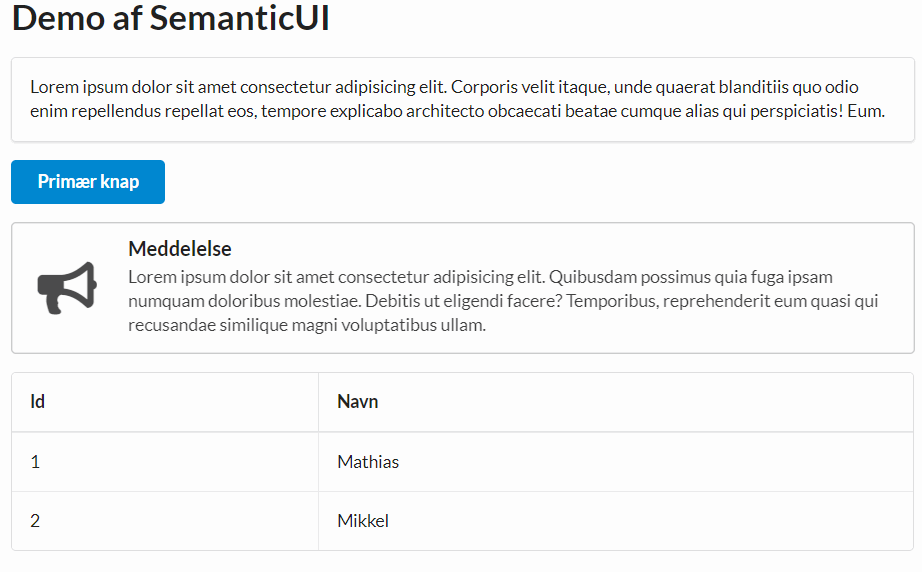 Demo af SemanticUI
Lorem ipsum dolor sit amet consectetur adipisicing elit. Corporis velit itaque, unde quaerat blanditiis quo odio
enim repellendus repellat eos, tempore explicabo architecto obcaecati beatae cumque alias qui perspiciatis! Eum.
Primær knap
Meddelelse
Lorem ipsum dolor sit amet consectetur adipisicing elit. Quibusdam possimus quia fuga ipsam
numquam doloribus molestiae. Debitis ut eligendi facere? Temporibus, reprehenderit eum quasi qui
recusandae similique magni voluptatibus ullam.
Id Navn
1 Mathias
2 Mikkel